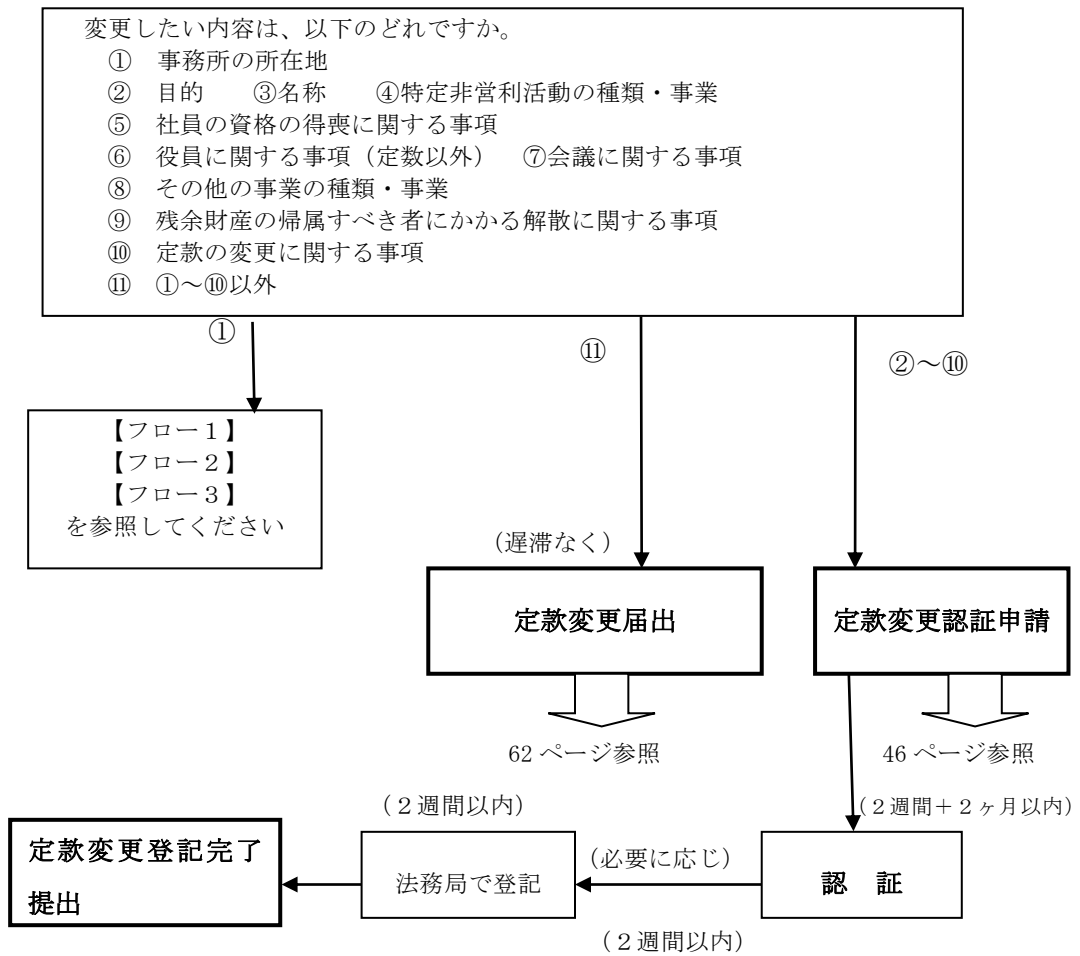 変更したい内容は、以下のどれですか。
① 事務所の所在地
② 目的　　③名称　　④特定非営利活動の種類・事業
⑤ 社員の資格の得喪に関する事項
⑥ 役員に関する事項（定数以外）　⑦会議に関する事項
⑧ その他の事業の種類・事業
⑨ 残余財産の帰属すべき者にかかる解散に関する事項
⑩ 定款の変更に関する事項
⑪ ①～⑩以外
①
⑪
②～⑩
【フロー１】
【フロー２】
【フロー３】
を参照してください
（遅滞なく）
定款変更届出
定款変更認証申請
62 ページ参照
46 ページ参照
（２週間以内）
（２週間＋２ヶ月以内）
定款変更登記完了
提出
法務局で登記
（必要に応じ）
認　証
（２週間以内）